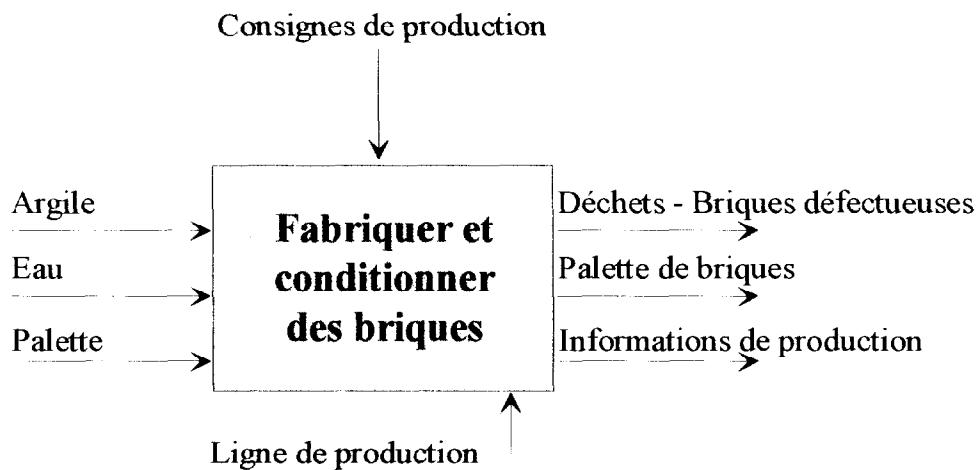 Consignes de production
Argile
Eau
Palette
Fabriquer et
conditionner
des briques
Déchets - Briques défectueuses
Palette de briques
Informations de production
Ligne de production